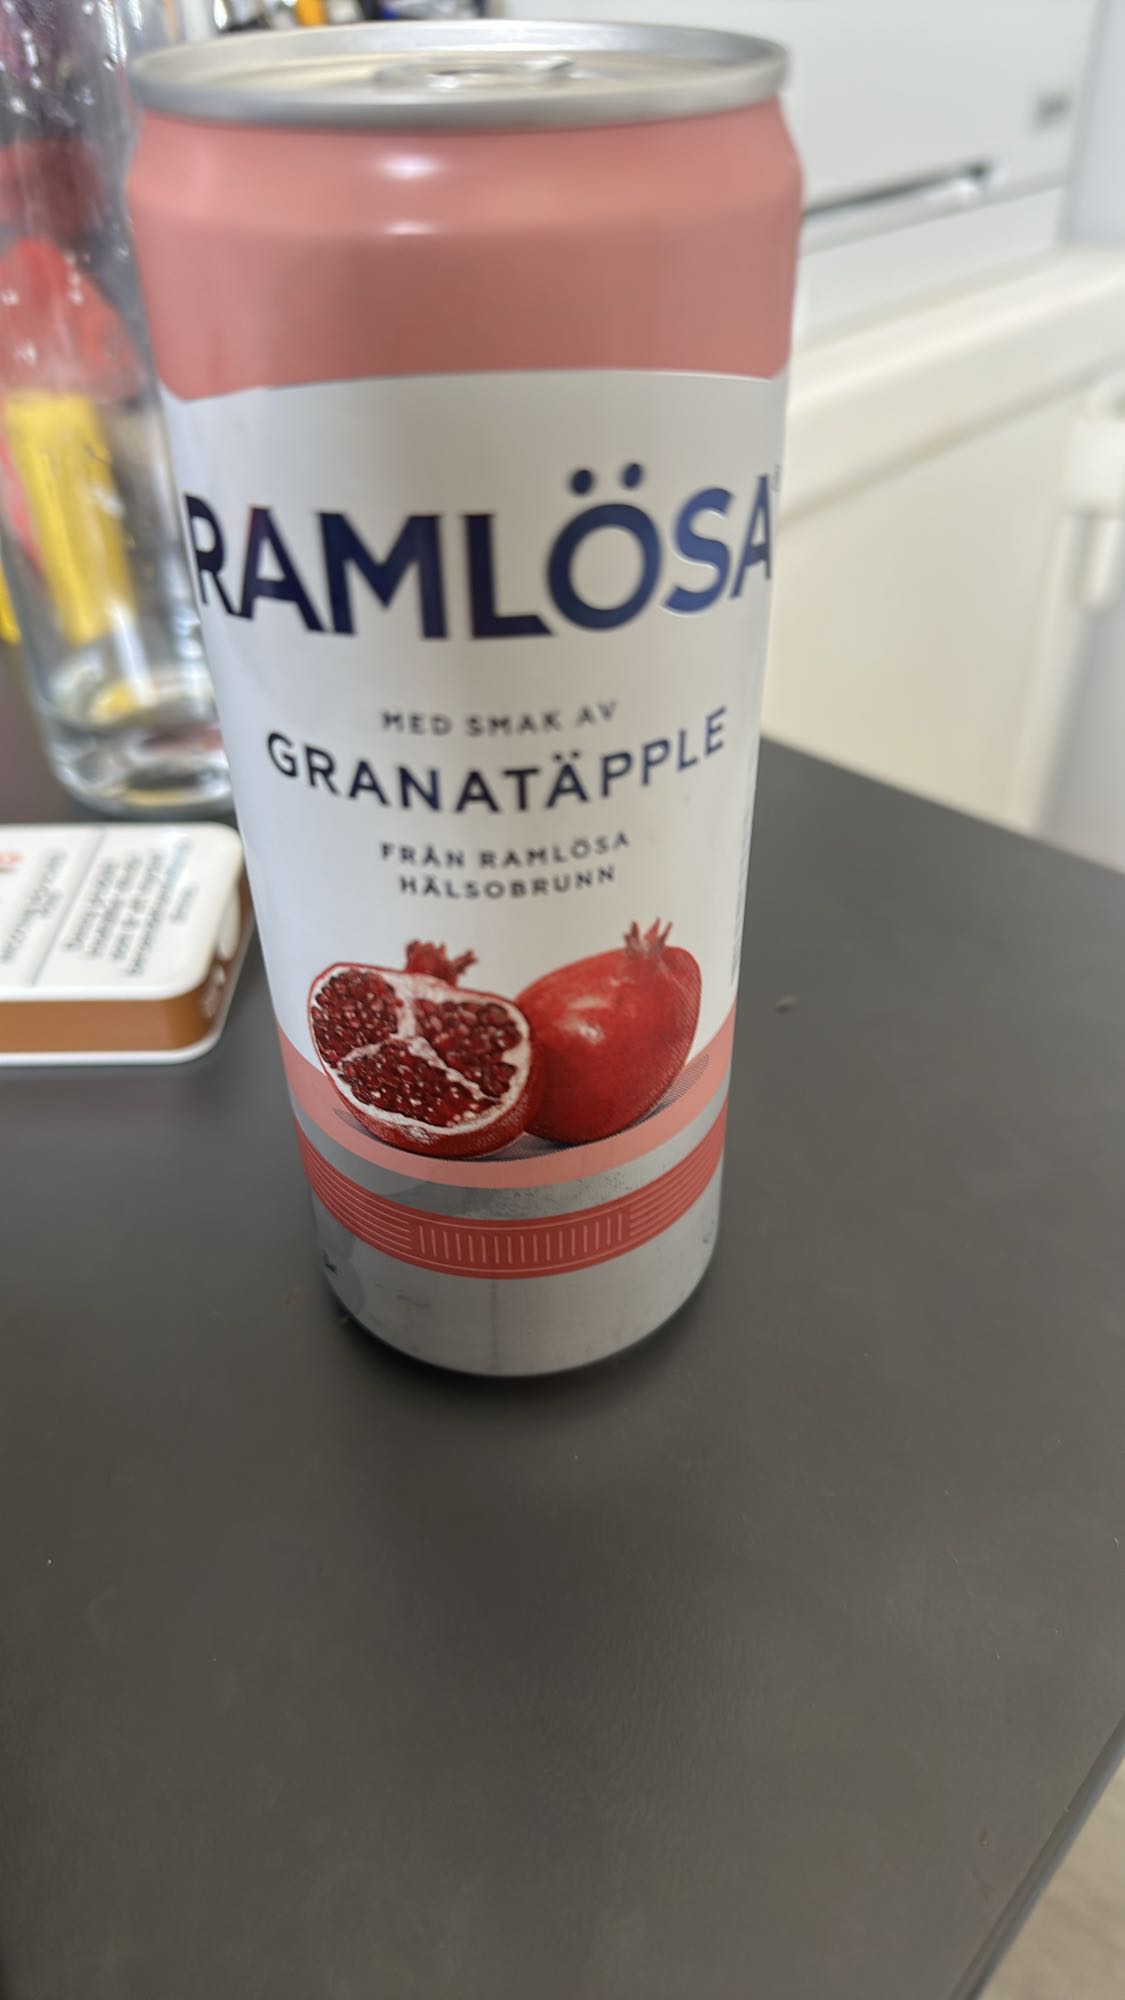 RAMLÖSA
MED SMAK AV
GRANATÄPPLE
FRÅN RAMLÖSA
HÄLSOBRUNN